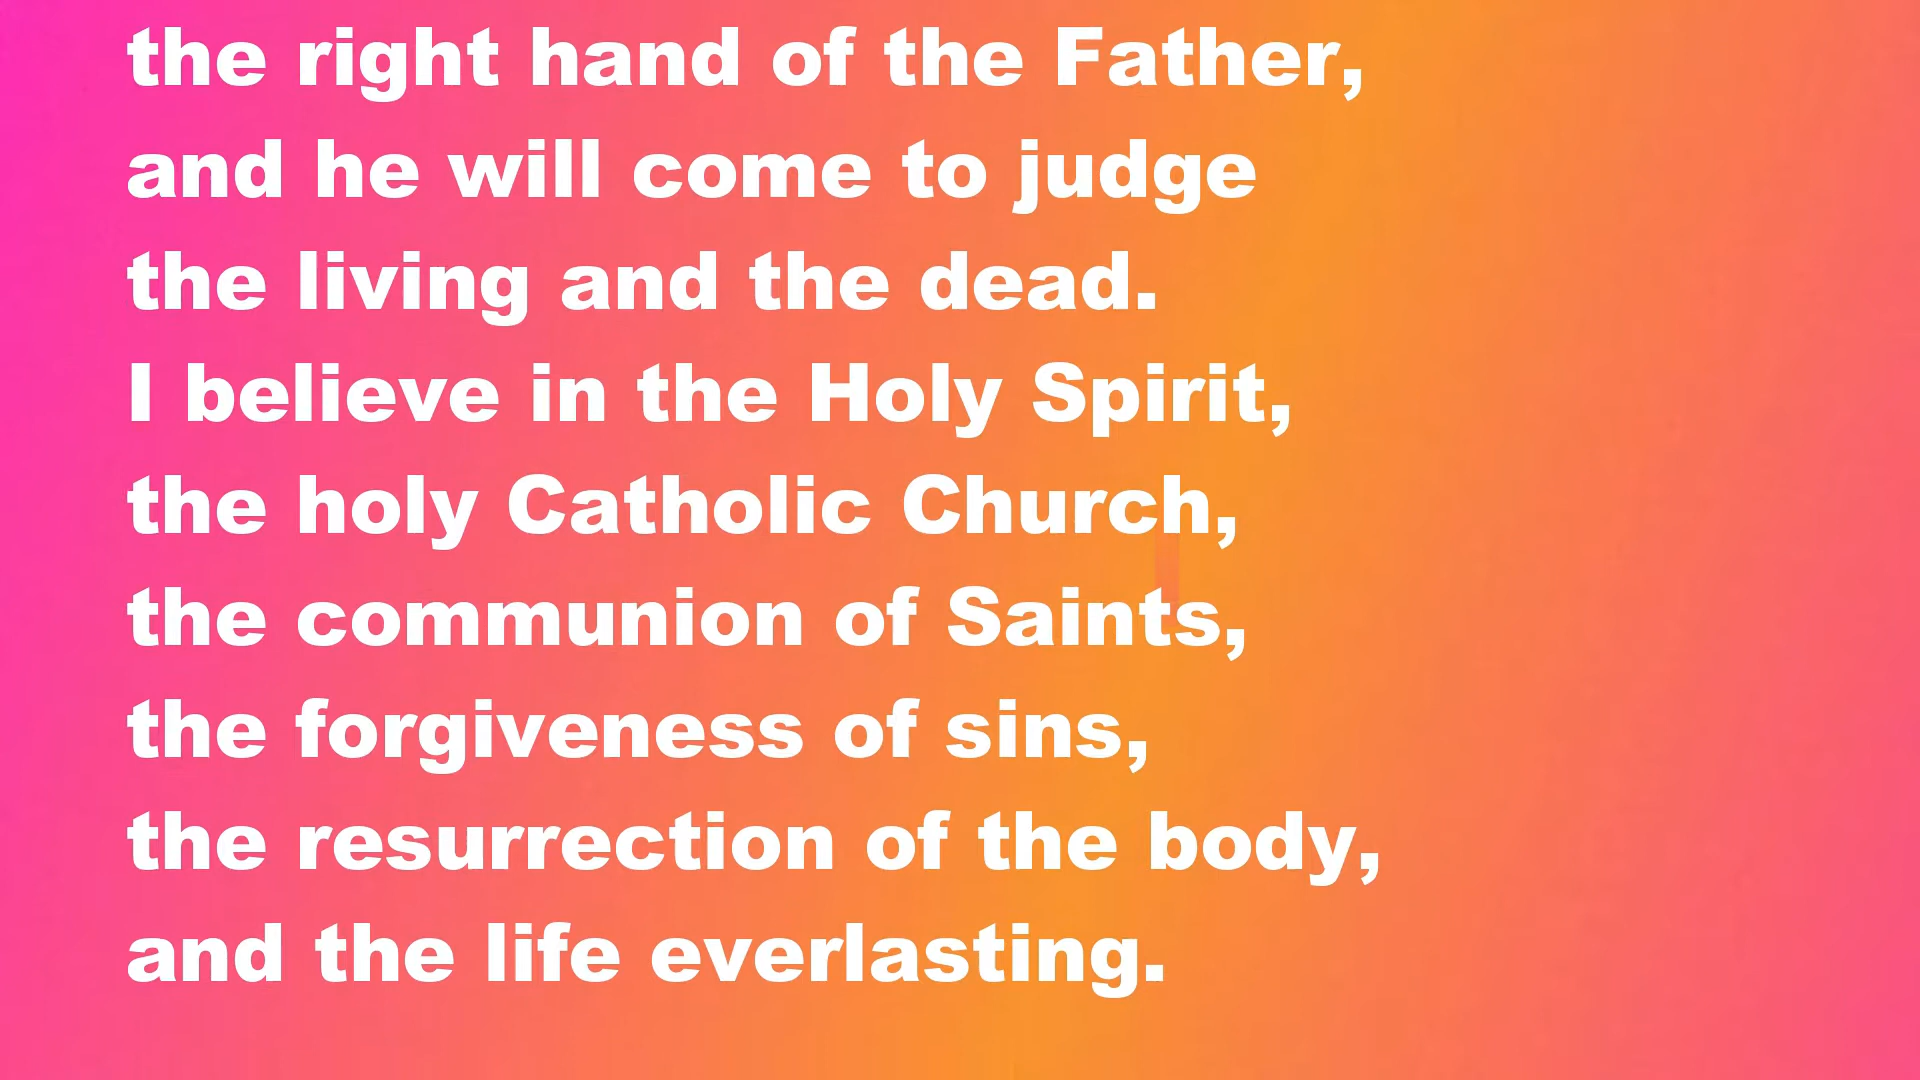 the right hand of the Father,
and he will come to judge
the living and the dead.
I believe in the Holy Spirit,
the holy Catholic Church,
the communion of Saints,
the forgiveness of sins,
the resurrection of the body,
and the life everlasting.